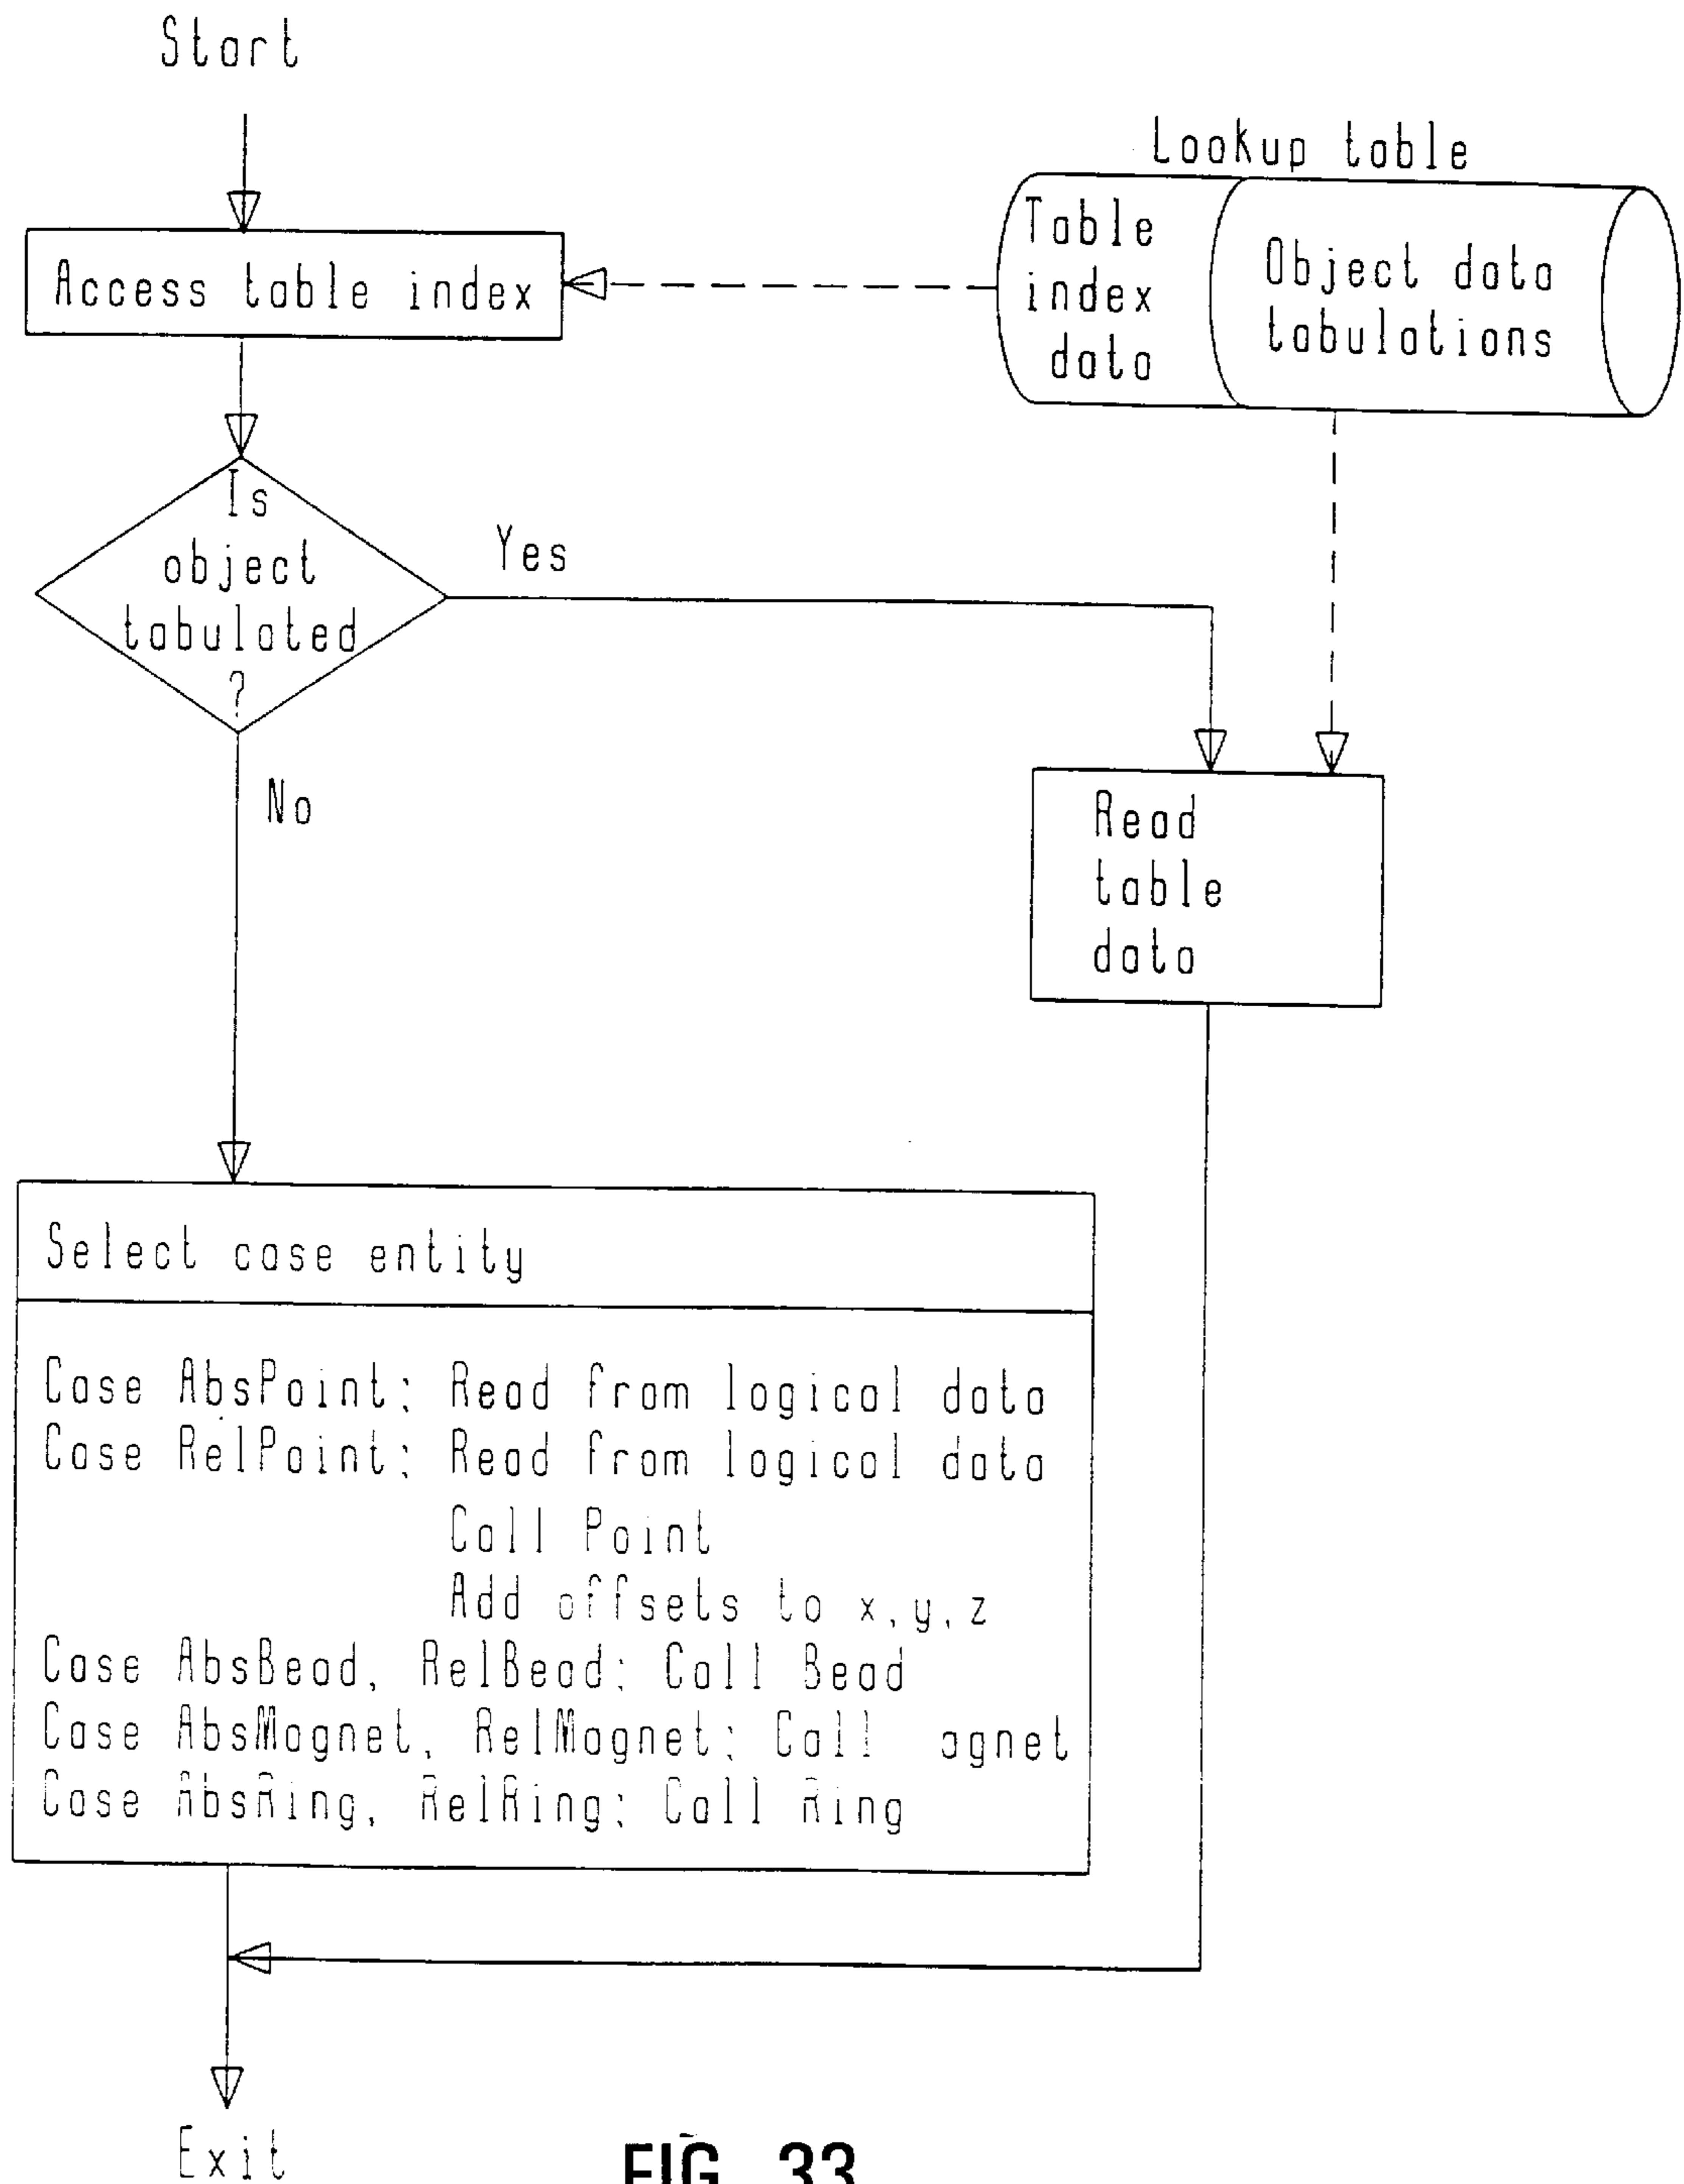 Start
Lookup table
Table
index
data
Object data
tabulations
Access table index
Is
object
tabulated
?
Yes
No
Read
table
data
Select case entity
Case AbsPoint: Read from logical data
Case RelPoint: Read from logical data
Call Point
Add offsets to x,y,z
Case AbsBead, RelBead: Call Bead
Case AbsMagnet, RelMagnet: Call agnet
Case AbsRing, RelRing: Call Ring
Exit
FIG. 33